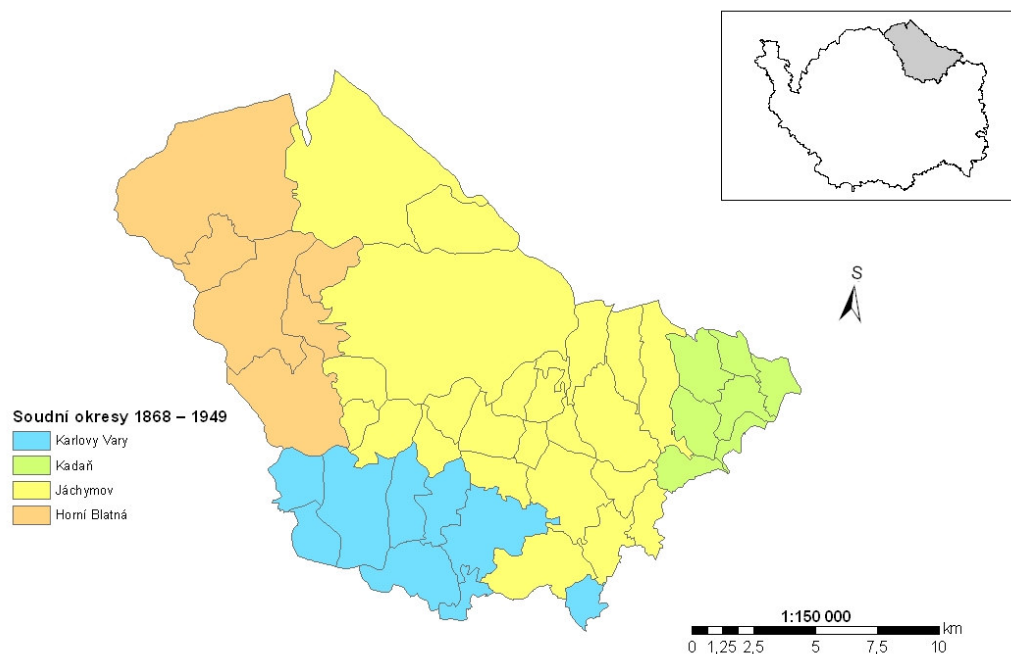 S
Soudní okresy 1868 – 1949
Karlovy Vary
Kadaň
Jáchymov
Horní Blatná
1:150 000
km
0 1,25 2,5 5 7,5 10